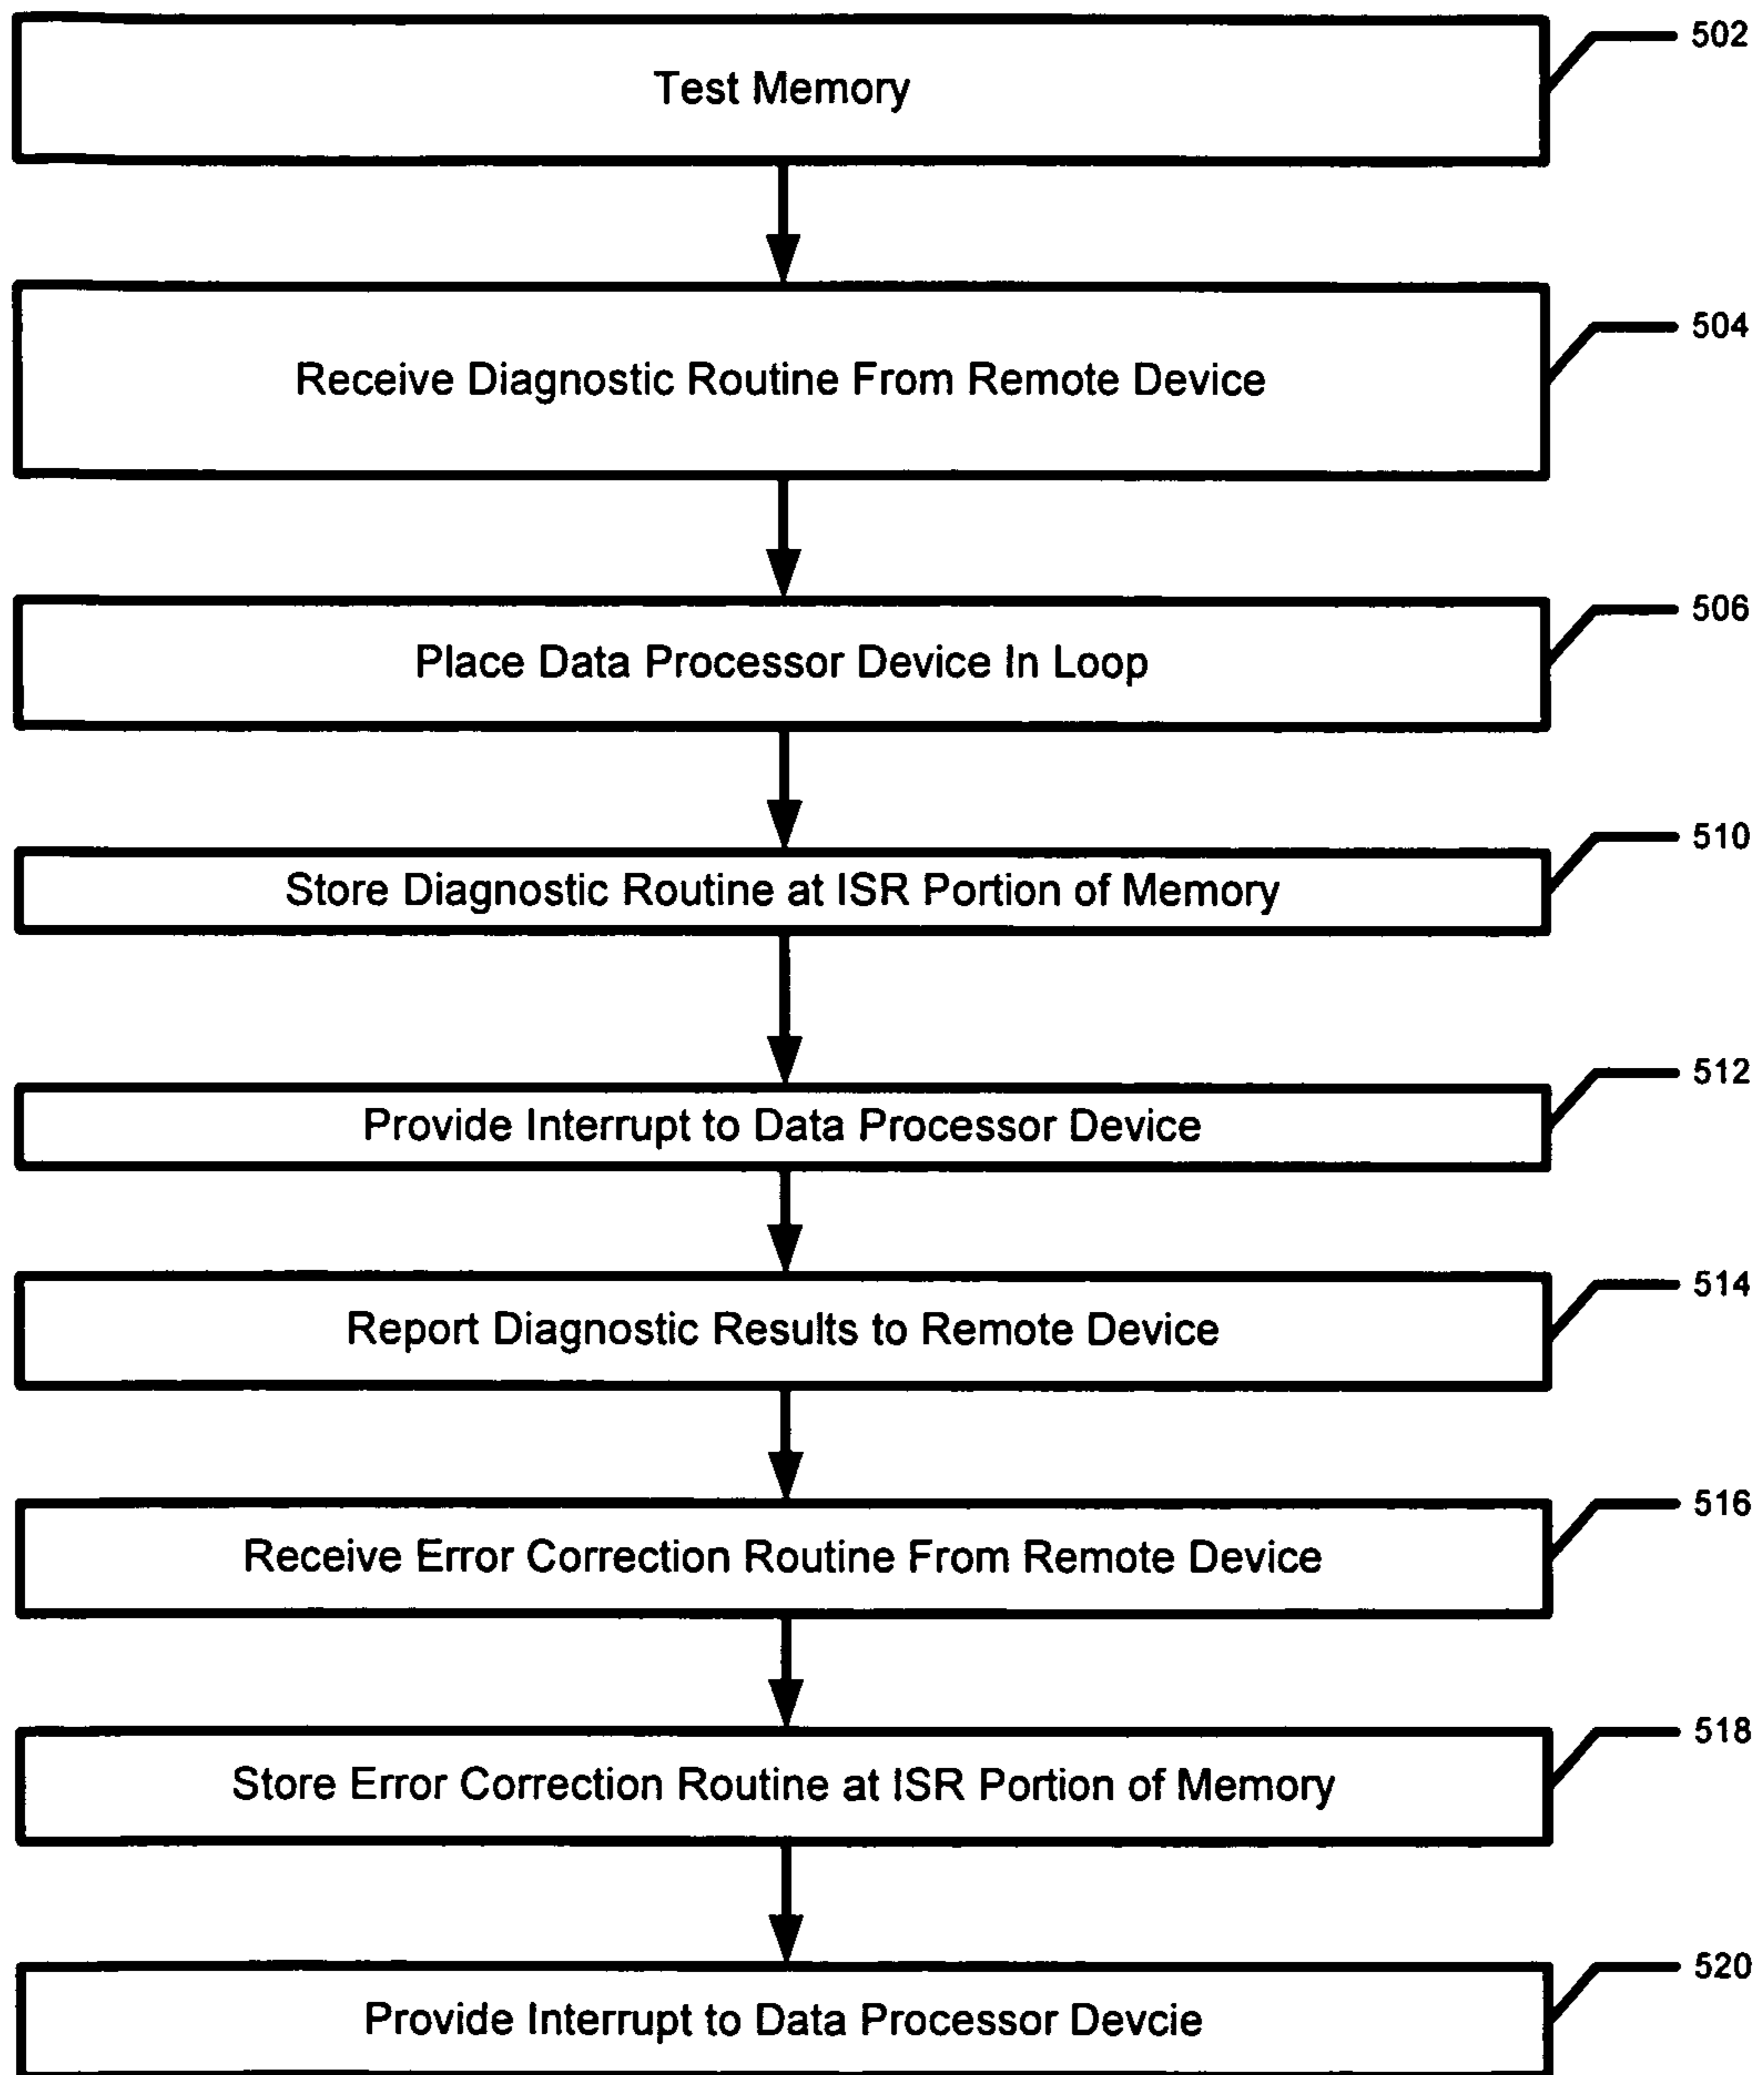 502
Test Memory
504
Receive Diagnostic Routine From Remote Device
506
Place Data Processor Device In Loop
510
Store Diagnostic Routine at ISR Portion of Memory
512
Provide Interrupt to Data Processor Device
514
Report Diagnostic Results to Remote Device
516
Receive Error Correction Routine From Remote Device
518
Store Error Correction Routine at ISR Portion of Memory
520
Provide Interrupt to Data Processor Devcie